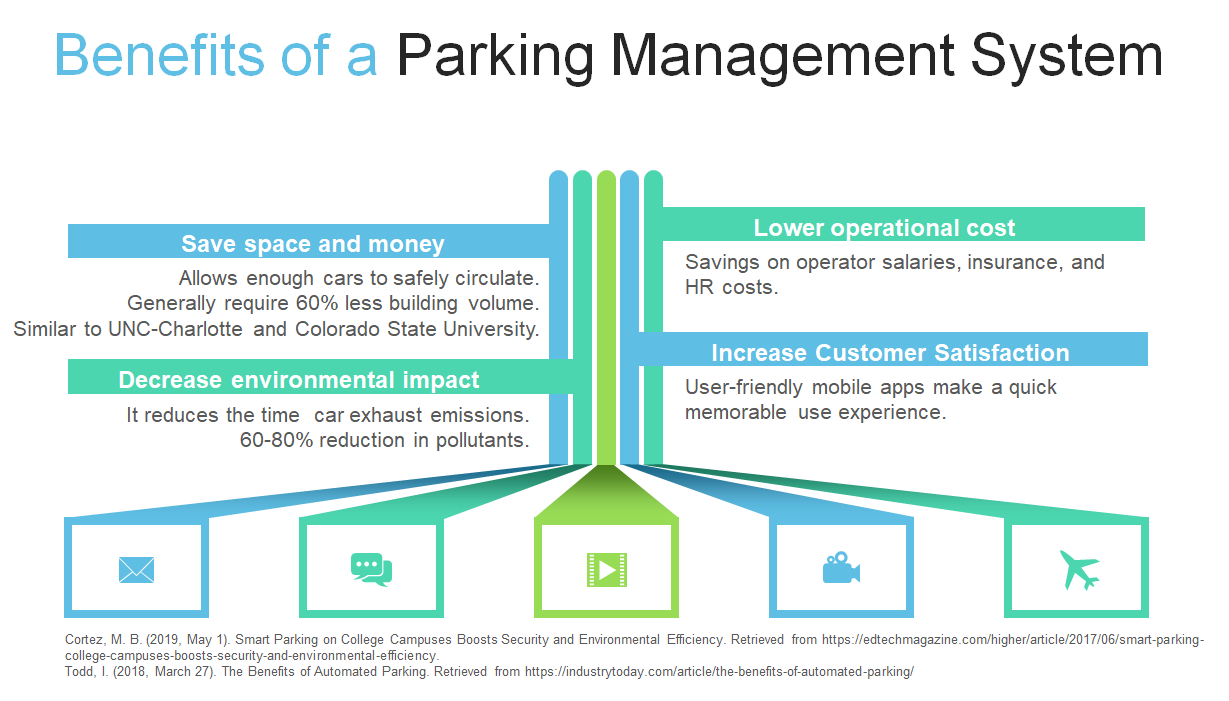 Benefits of a Parking Management System
Save space and money
Allows enough cars to safely circulate.
Generally require 60% less building volume.
Similar to UNC-Charlotte and Colorado State University.
Decrease environmental impact
It reduces the time car exhaust emissions.
60-80% reduction in pollutants.
Lower operational cost
Savings on operator salaries, insurance, and
HR costs.
Increase Customer Satisfaction
User-friendly mobile apps make a quick
memorable use experience.
Cortez, M. B. (2019, May 1). Smart Parking on College Campuses Boosts Security and Environmental Efficiency. Retrieved from https://edtechmagazine.com/higher/article/2017/06/smart-parking-
college-campuses-boosts-security-and-environmental-efficiency.
Todd, I. (2018, March 27). The Benefits of Automated Parking. Retrieved from https://industrytoday.com/article/the-benefits-of-automated-parking/